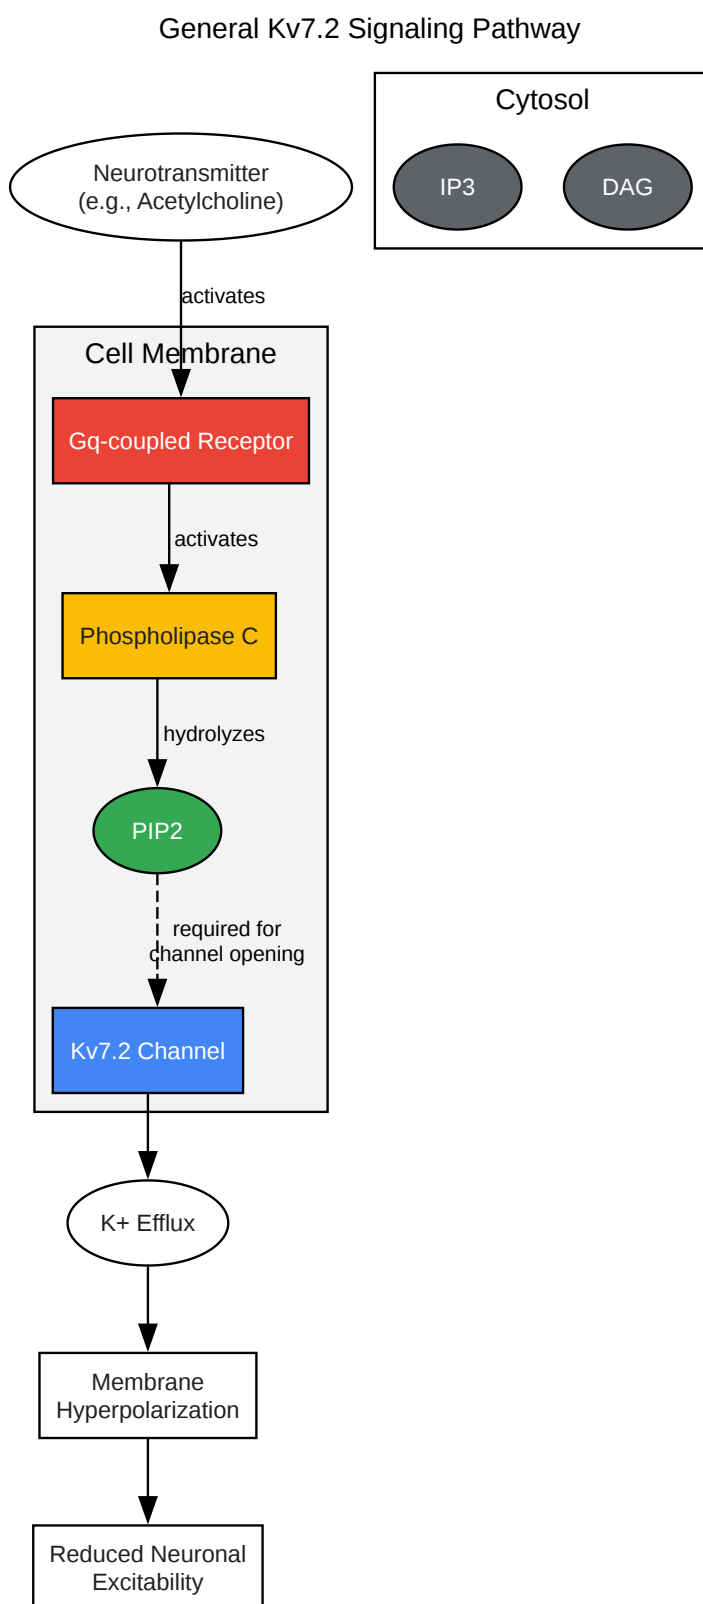 General Kv7.2 Signaling Pathway
Cytosol
Neurotransmitter
(e.g., Acetylcholine)
IP3
DAG
activates
Cell Membrane
Gq-coupled Receptor
activates
Phospholipase C
hydrolyzes
PIP2
required for
channel opening
Kv7.2 Channel
K+ Efflux
Membrane
Hyperpolarization
Reduced Neuronal
Excitability